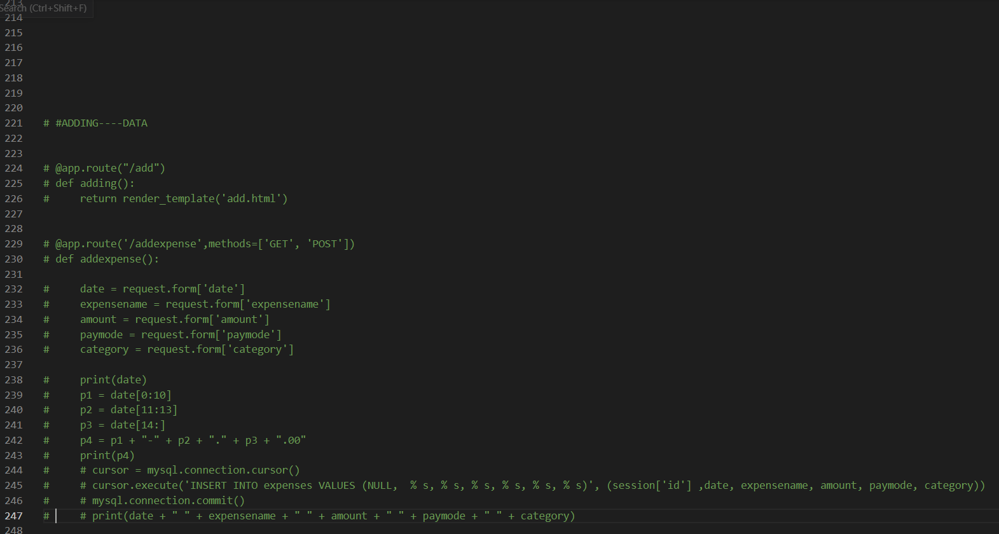 213
Search (Ctrl+Shift+F)
214
215
216
217
218
219
220
221 # #ADDING----DATA
222
223
224 # @app.route("/add")
225 # def adding():
226 #     return render_template('add.html')
227
228
229 # @app.route('/addexpense',methods=['GET', 'POST'])
230 # def addexpense():
231
232 #     date = request.form['date']
233 #     expensename = request.form['expensename']
234 #     amount = request.form['amount']
235 #     paymode = request.form['paymode']
236 #     category = request.form['category']
237
238 #     print(date)
239 #     p1 = date[0:10]
240 #     p2 = date[11:13]
241 #     p3 = date[14:]
242 #     p4 = p1 + "-" + p2 + "." + p3 + ".00"
243 #     print(p4)
244 #     # cursor = mysql.connection.cursor()
245 #     # cursor.execute('INSERT INTO expenses VALUES (NULL,  % s, % s, % s, % s, % s, % s)', (session['id'] ,date, expensename, amount, paymode, category))
246 #     # mysql.connection.commit()
247 #     # print(date + " " + expensename + " " + amount + " " + paymode + " " + category)
248